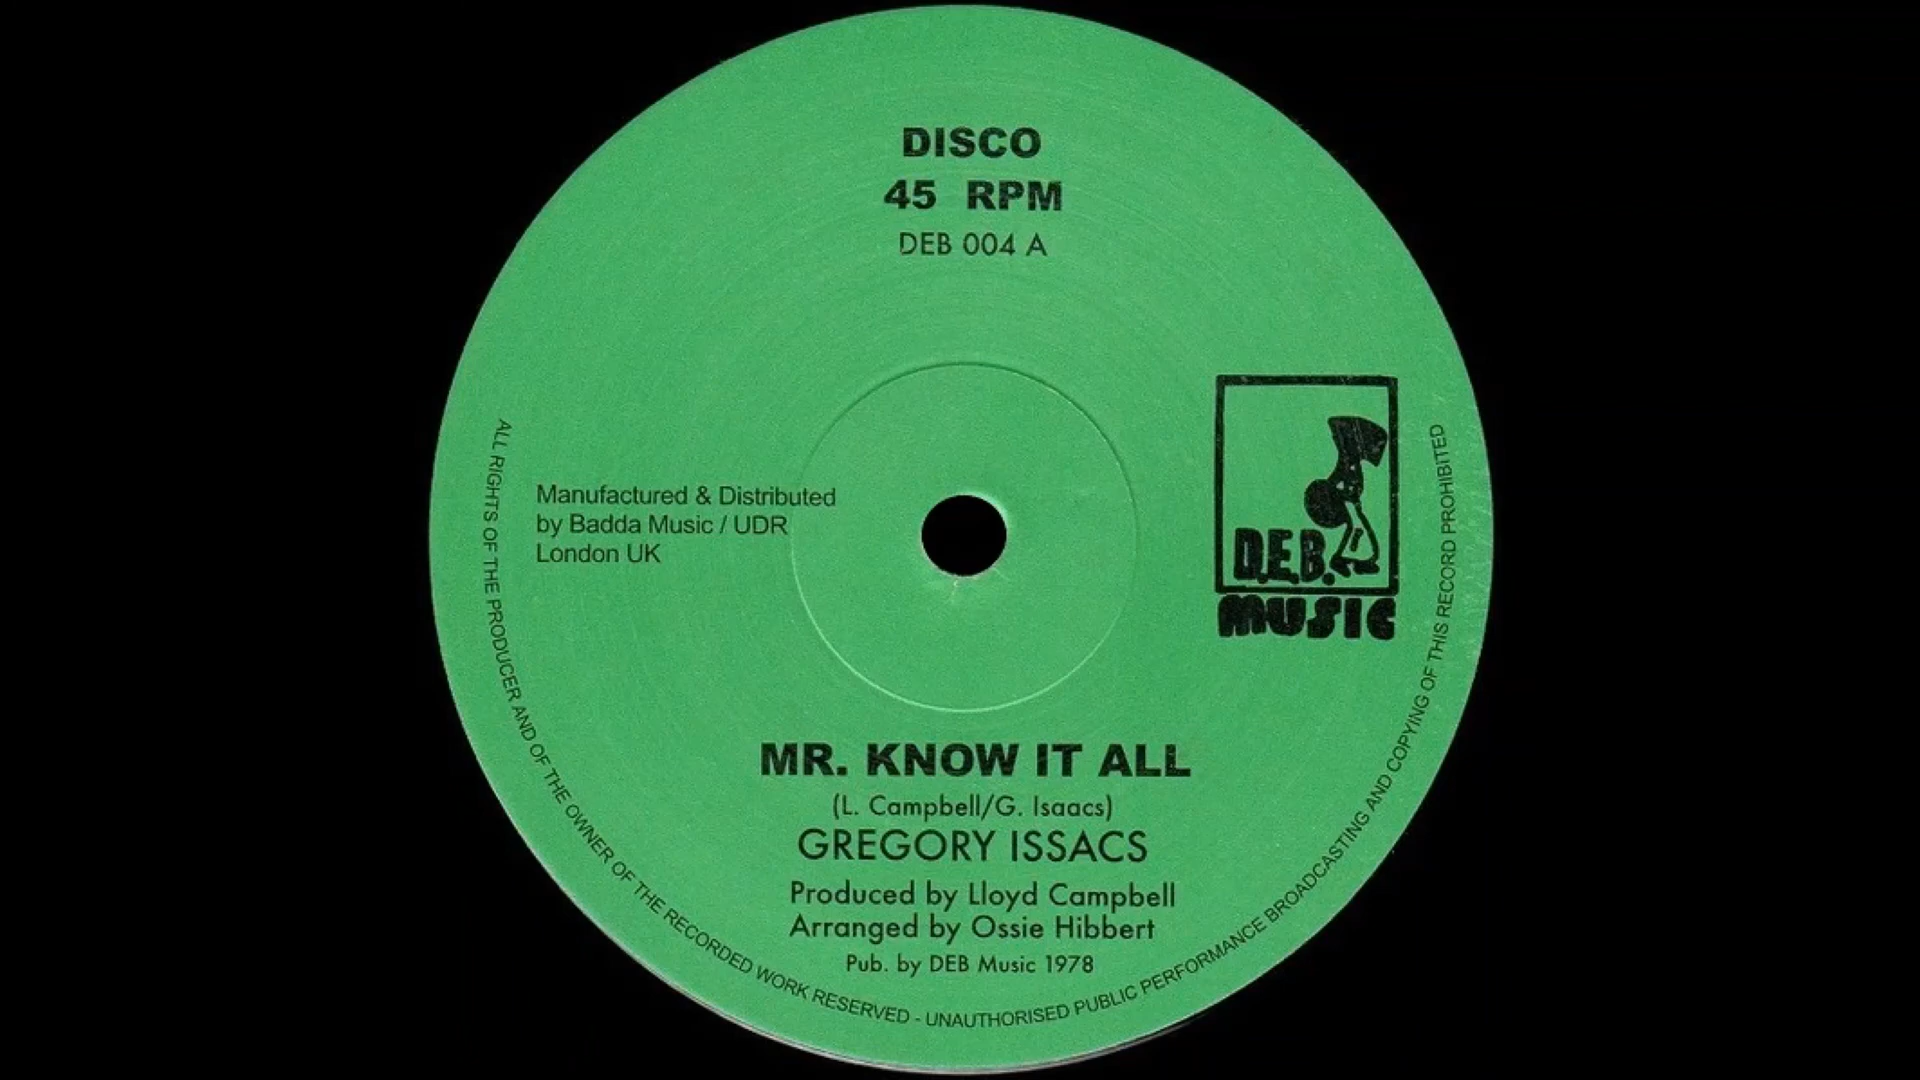 DISCO
45 RPM
DEB 004 A
Manufactured & Distributed
by Badda Music / UDR
London UK
D.E.B.
MUSIC
MR. KNOW IT ALL
(L. Campbell/G. Isaacs)
GREGORY ISSACS
Produced by Lloyd Campbell
Arranged by Ossie Hibbert
Pub. by DEB Music 1978
ALL RIGHTS OF THE PRODUCER AND OF THE OWNER OF THE RECORDED WORK RESERVED - UNAUTHORISED PUBLIC PERFORMANCE BROADCASTING AND COPYING OF THIS RECORD PROHIBITED